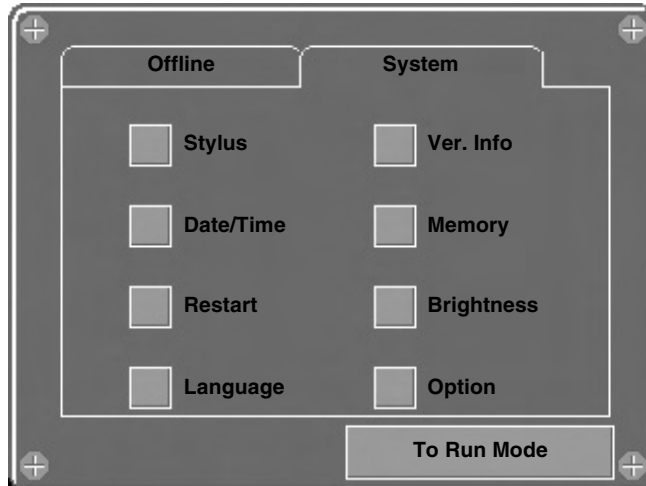 Offline System
Stylus Ver. Info
Date/Time Memory
Restart Brightness
Language Option
To Run Mode